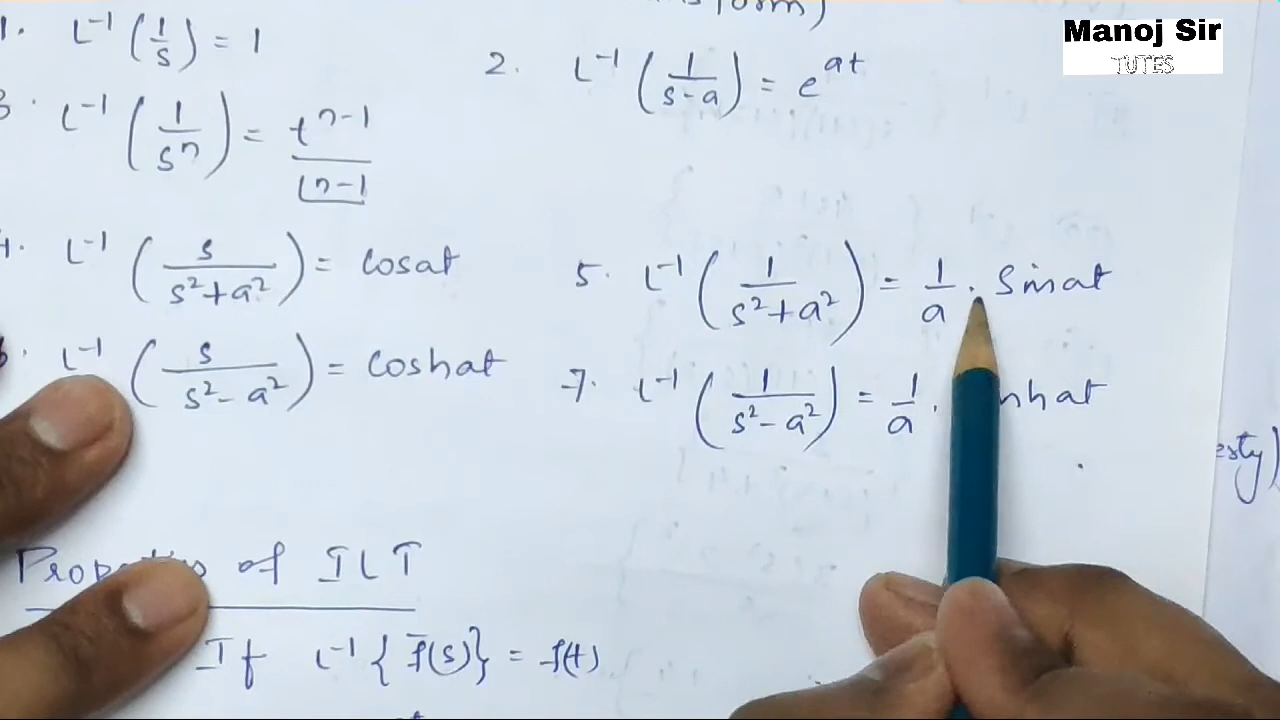 Manoj Sir
TUTES
1. L⁻¹ (1/s) = 1
2. L⁻¹ (1/(s-a)) = e^(at)
3. L⁻¹ (1/sⁿ) = t^(n-1)/|n-1
4. L⁻¹ (s/(s²+a²)) = cosat
5. L⁻¹ (1/(s²+a²)) = 1/a . sinat
L⁻¹ (s/(s²-a²)) = coshat
7. L⁻¹ (1/(s²-a²)) = 1/a . nhat
of ILT
If L⁻¹{f̄(s)} = f(t)